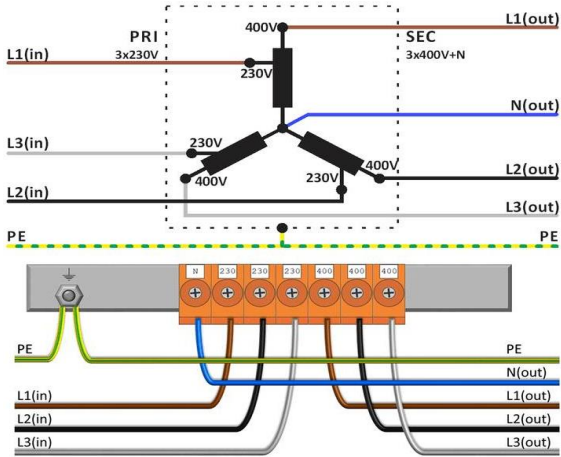 400V
L1(out)
PRI
SEC
L1(in)
3x230V
3x400V+N
230V
N(out)
L3(in)
230V
400V
L2(out)
400V
230V
L2(in)
L3(out)
PE
PE
N 230 230 230 400 400 400
PE
PE
N(out)
L1(in)
L1(out)
L2(in)
L2(out)
L3(in)
L3(out)